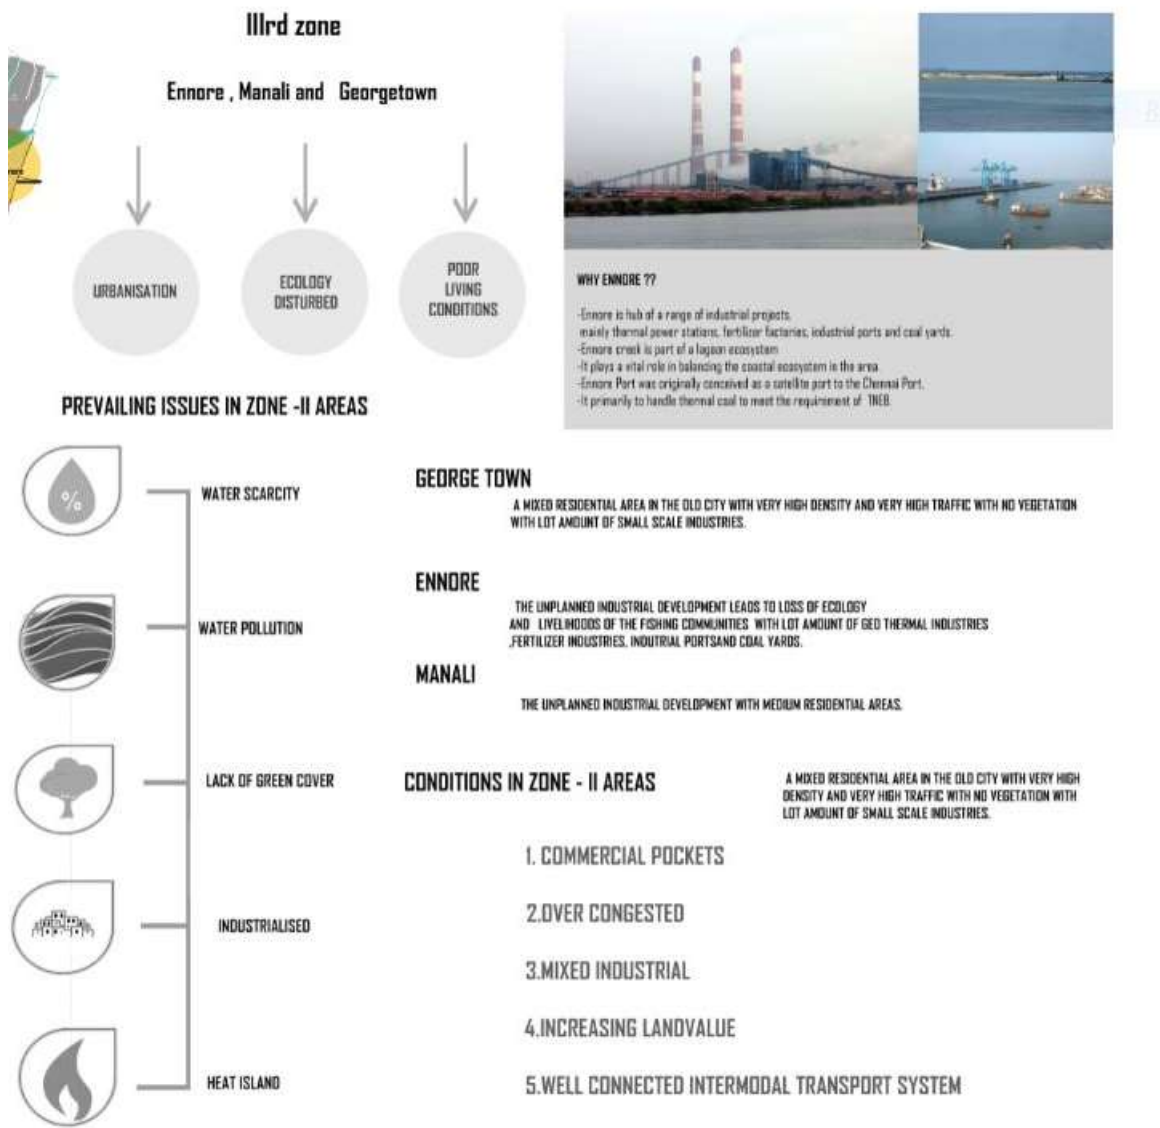 IIIrd zone
Ennore , Manali and Georgetown
URBANISATION
ECOLOGY
DISTURBED
POOR
LIVING
CONDITIONS
WHY ENNORE ??
-Ennore is hub of a range of industrial projects,
mainly thermal power stations, fertilizer factories, industrial ports and coal yards.
-Ennore creek is part of a lagoon ecosystem
-It plays a vital role in balancing the coastal ecosystem in the area
-Ennore Port was originally conceived as a satellite port to the Chennai Port.
-It primarily to handle thermal coal to meet the requirement of TNEB.
PREVAILING ISSUES IN ZONE -II AREAS
%
WATER SCARCITY
WATER POLLUTION
LACK OF GREEN COVER
INDUSTRIALISED
HEAT ISLAND
GEORGE TOWN
A MIXED RESIDENTIAL AREA IN THE OLD CITY WITH VERY HIGH DENSITY AND VERY HIGH TRAFFIC WITH NO VEGETATION
WITH LOT AMOUNT OF SMALL SCALE INDUSTRIES.
ENNORE
THE UNPLANNED INDUSTRIAL DEVELOPMENT LEADS TO LOSS OF ECOLOGY
AND LIVELIHOODS OF THE FISHING COMMUNITIES WITH LOT AMOUNT OF GEO THERMAL INDUSTRIES
,FERTILIZER INDUSTRIES, INDUTRIAL PORTSAND COAL YARDS.
MANALI
THE UNPLANNED INDUSTRIAL DEVELOPMENT WITH MEDIUM RESIDENTIAL AREAS.
CONDITIONS IN ZONE - II AREAS
A MIXED RESIDENTIAL AREA IN THE OLD CITY WITH VERY HIGH
DENSITY AND VERY HIGH TRAFFIC WITH NO VEGETATION WITH
LOT AMOUNT OF SMALL SCALE INDUSTRIES.
1. COMMERCIAL POCKETS
2.OVER CONGESTED
3.MIXED INDUSTRIAL
4.INCREASING LANDVALUE
5.WELL CONNECTED INTERMODAL TRANSPORT SYSTEM